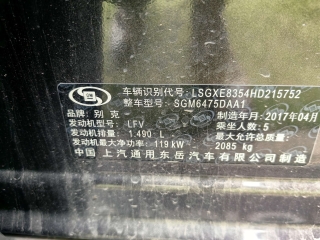 车辆识别代号: LSGXE8354HD215752
整车型号: SGM6475DAA1
品牌: 别克 制造年月: 2017年04月
发动机型号: LFV 乘坐人数: 5
发动机排量: 1.490 L 最大允许总质量:
发动机最大净功率: 119 kW 2085 kg
中国 上汽通用东岳汽车有限公司制造